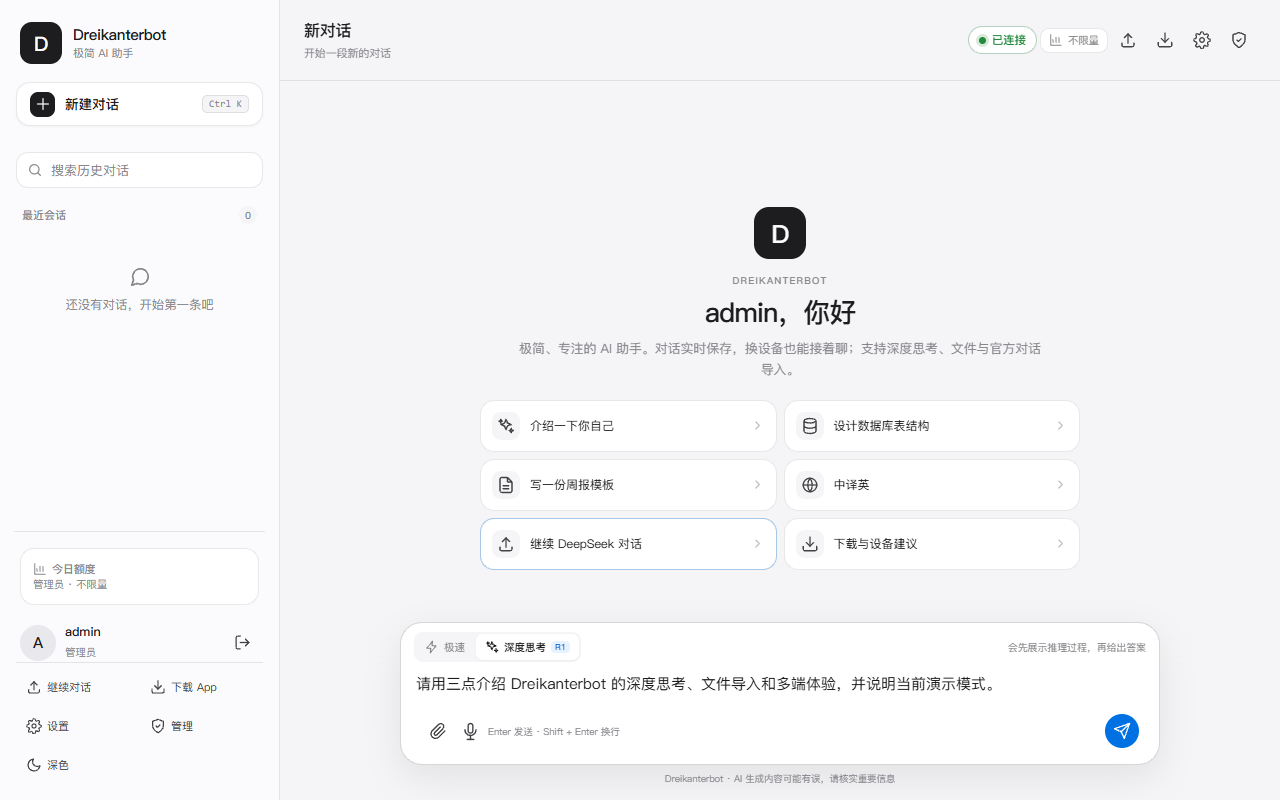 D
Dreikanterbot
极简 AI 助手
新建对话
Ctrl K
搜索历史对话
最近会话
0
还没有对话，开始第一条吧
今日额度
管理员 · 不限量
A
admin
管理员
继续对话
下载 App
设置
管理
深色
新对话
开始一段新的对话
已连接
不限量
D
DREIKANTERBOT
admin，你好
极简、专注的 AI 助手。对话实时保存，换设备也能接着聊；支持深度思考、文件与官方对话
导入。
介绍一下你自己
设计数据库表结构
写一份周报模板
中译英
继续 DeepSeek 对话
下载与设备建议
极速
深度思考
R1
会先展示推理过程，再给出答案
请用三点介绍 Dreikanterbot 的深度思考、文件导入和多端体验，并说明当前演示模式。
Enter 发送 · Shift + Enter 换行
Dreikanterbot · AI 生成内容可能有误，请核实重要信息